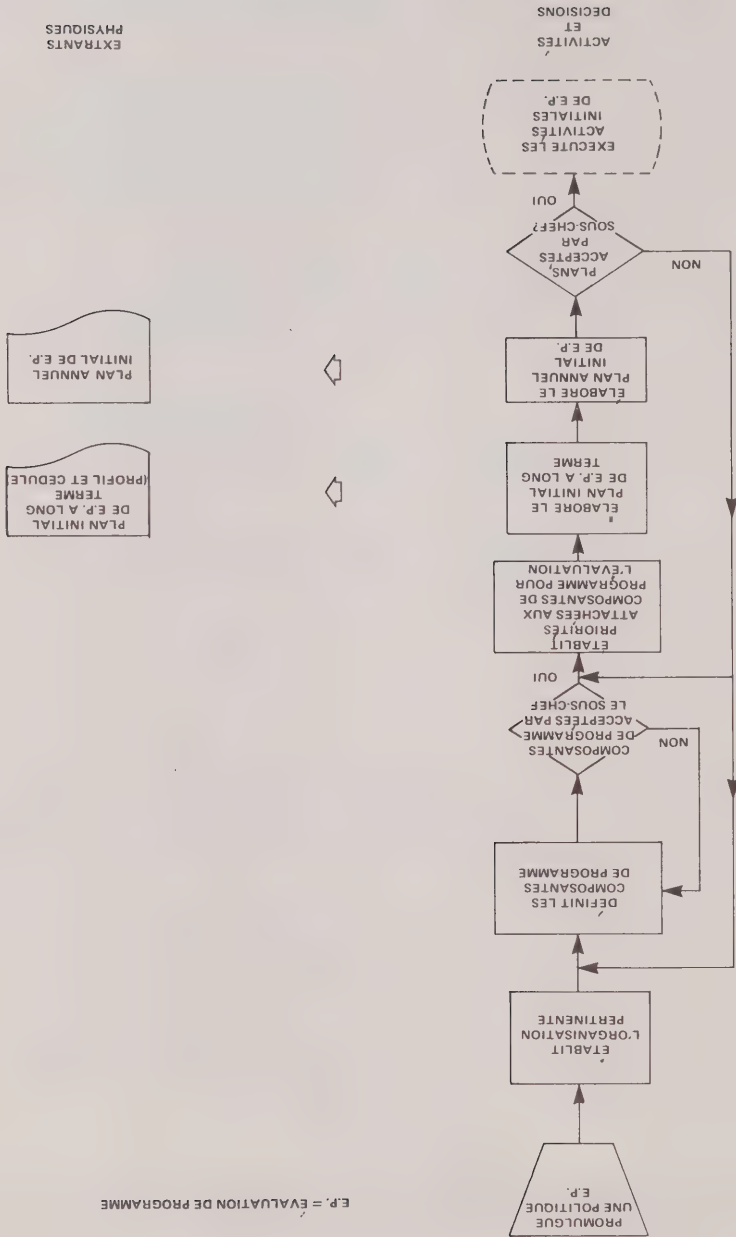 E.P. = ÉVALUATION DE PROGRAMME
PROMULGUE
UNE POLITIQUE
E.P.
ÉTABLIT
L'ORGANISATION
PERTINENTE
DÉFINIT LES
COMPOSANTES
DE PROGRAMME
COMPOSANTES
DE PROGRAMME
ACCEPTÉES PAR
LE SOUS-CHEF
NON
OUI
ÉTABLIT
PRIORITÉS
ATTACHÉES AUX
COMPOSANTES DE
PROGRAMME POUR
L'ÉVALUATION
ÉLABORE LE
PLAN INITIAL
DE E.P. A LONG
TERME
PLAN INITIAL
DE E.P. A LONG
TERME
(PROFIL ET CEDULE)
ÉLABORE LE
PLAN ANNUEL
INITIAL
DE E.P.
PLAN ANNUEL
INITIAL DE E.P.
PLANS,
ACCEPTÉS
PAR
SOUS-CHEF?
NON
OUI
EXÉCUTE LES
ACTIVITÉS
INITIALES
DE E.P.
ACTIVITÉS
ET
DECISIONS
EXTRANTS
PHYSIQUES